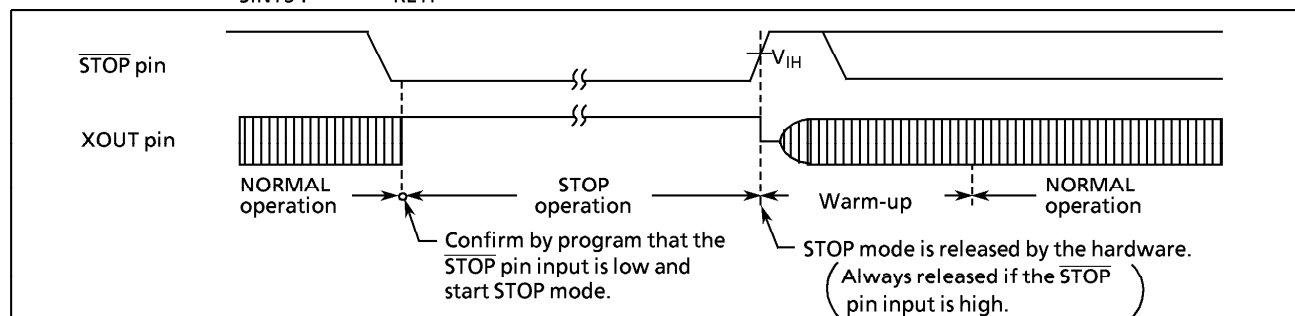 STOP pin
VIH
XOUT pin
NORMAL operation
STOP operation
Warm-up
NORMAL operation
Confirm by program that the
STOP pin input is low and
start STOP mode.
STOP mode is released by the hardware.
(Always released if the STOP
pin input is high.)